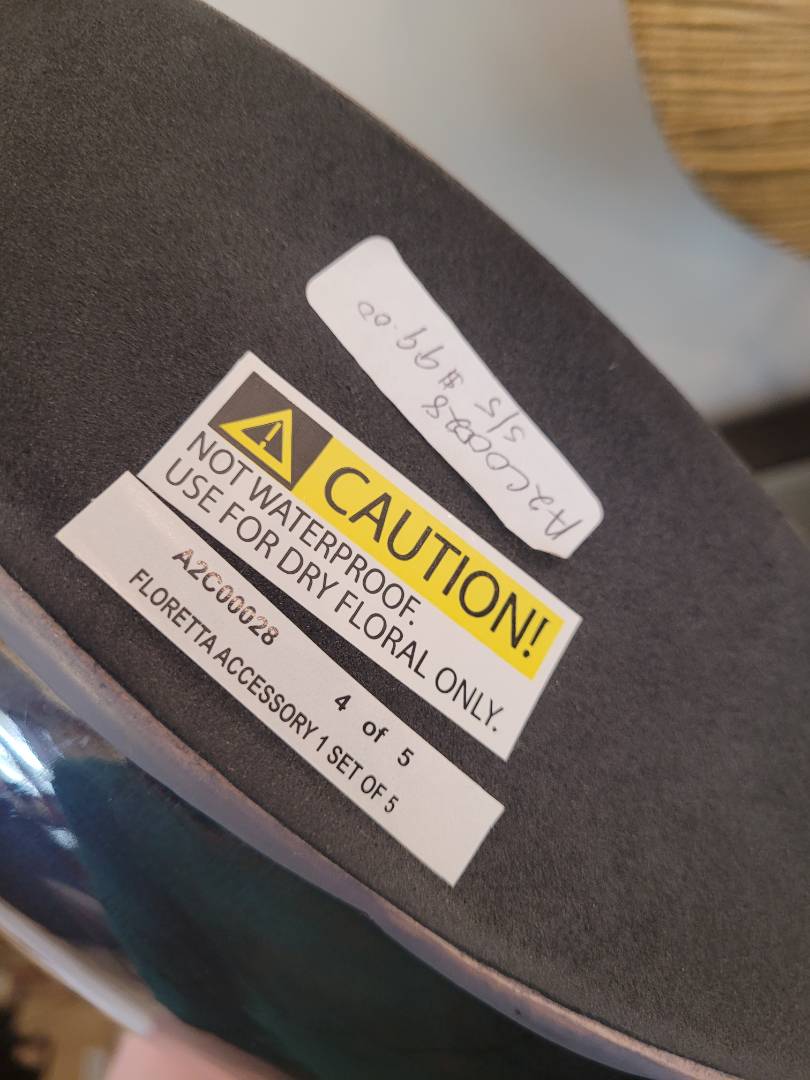 A2C00028
S/5 $99.00
CAUTION!
NOT WATERPROOF.
USE FOR DRY FLORAL ONLY.
A2C00028
4 of 5
FLORETTA ACCESSORY 1 SET OF 5